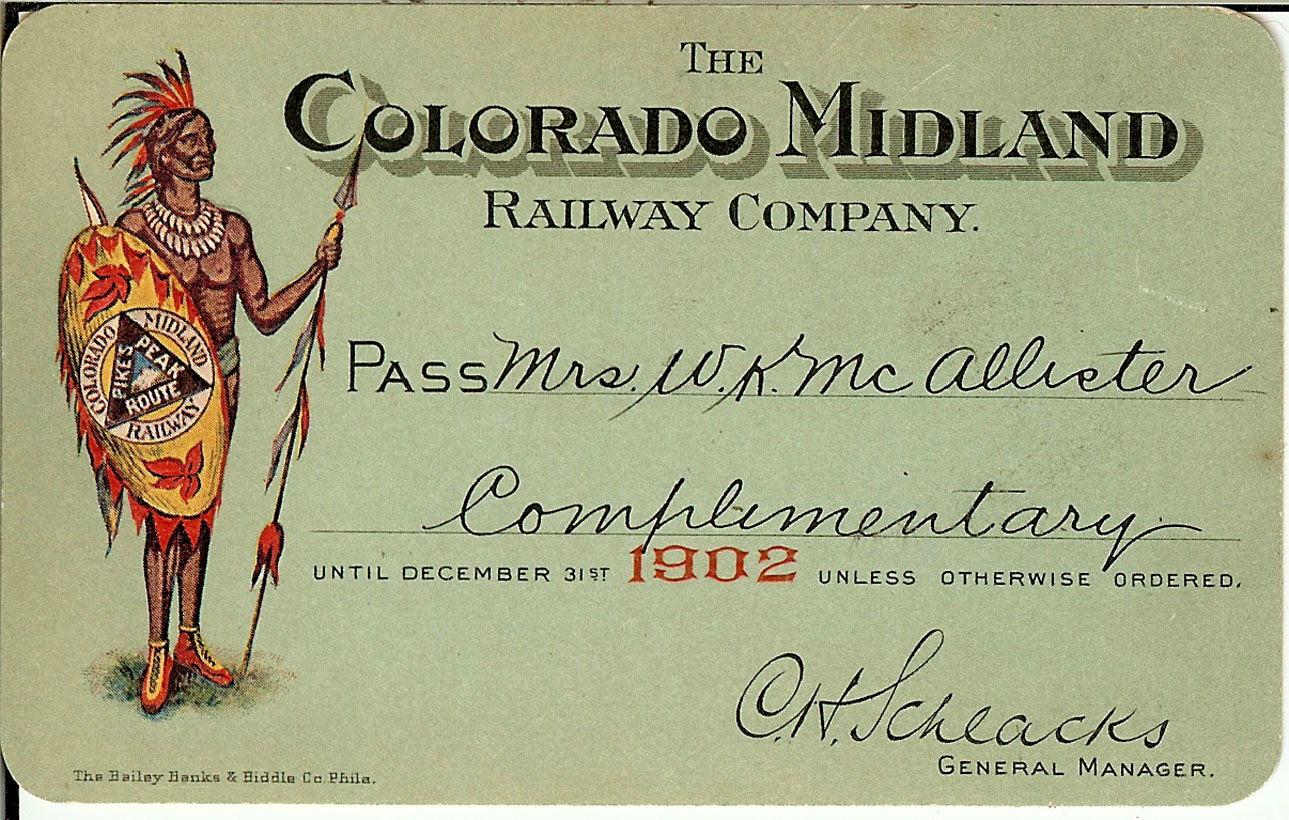 THE
COLORADO MIDLAND
RAILWAY COMPANY.
COLORADO MIDLAND RAILWAY
PIKES PEAK ROUTE
PASS Mrs. W. K. McAllister
Complimentary
UNTIL DECEMBER 31ST 1902 UNLESS OTHERWISE ORDERED.
C. H. Schlacks
GENERAL MANAGER.
The Bailey Banks & Biddle Co. Phila.